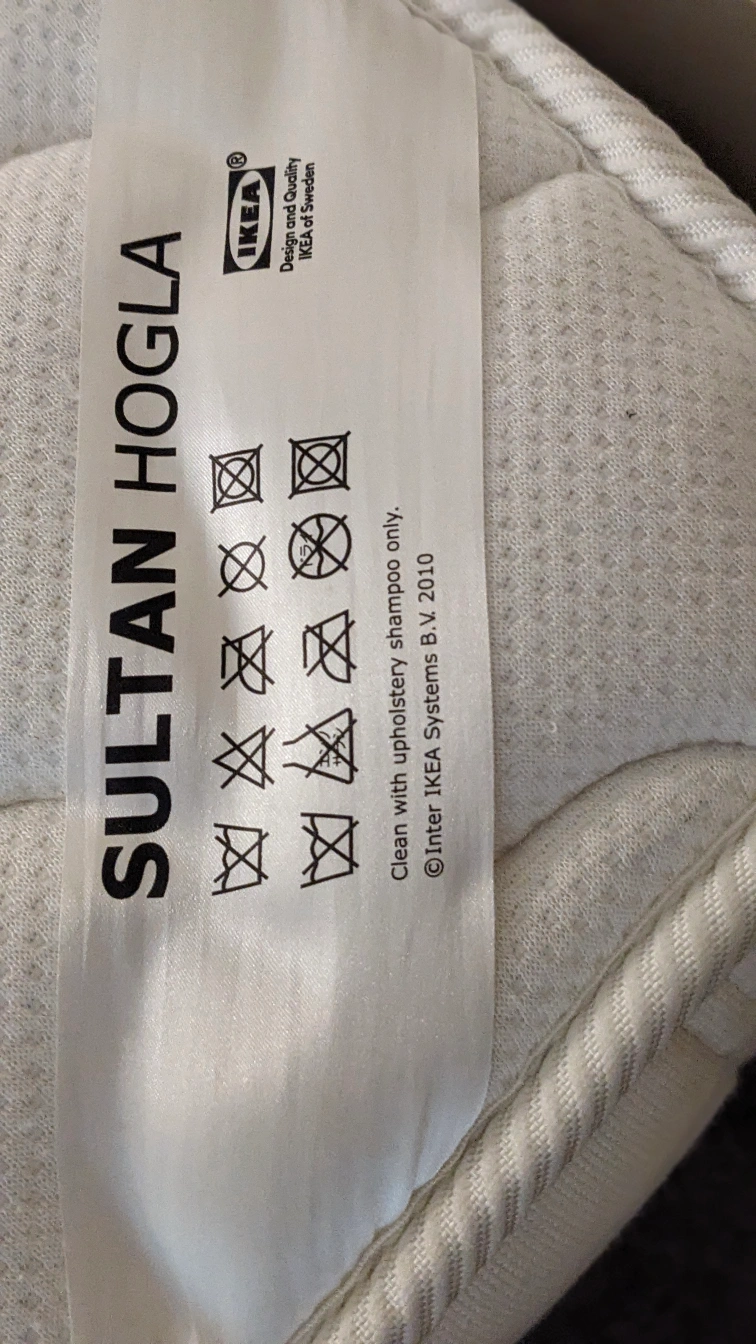 SULTAN HOGLA
IKEA®
Design and Quality
IKEA of Sweden
Clean with upholstery shampoo only.
©Inter IKEA Systems B.V. 2010